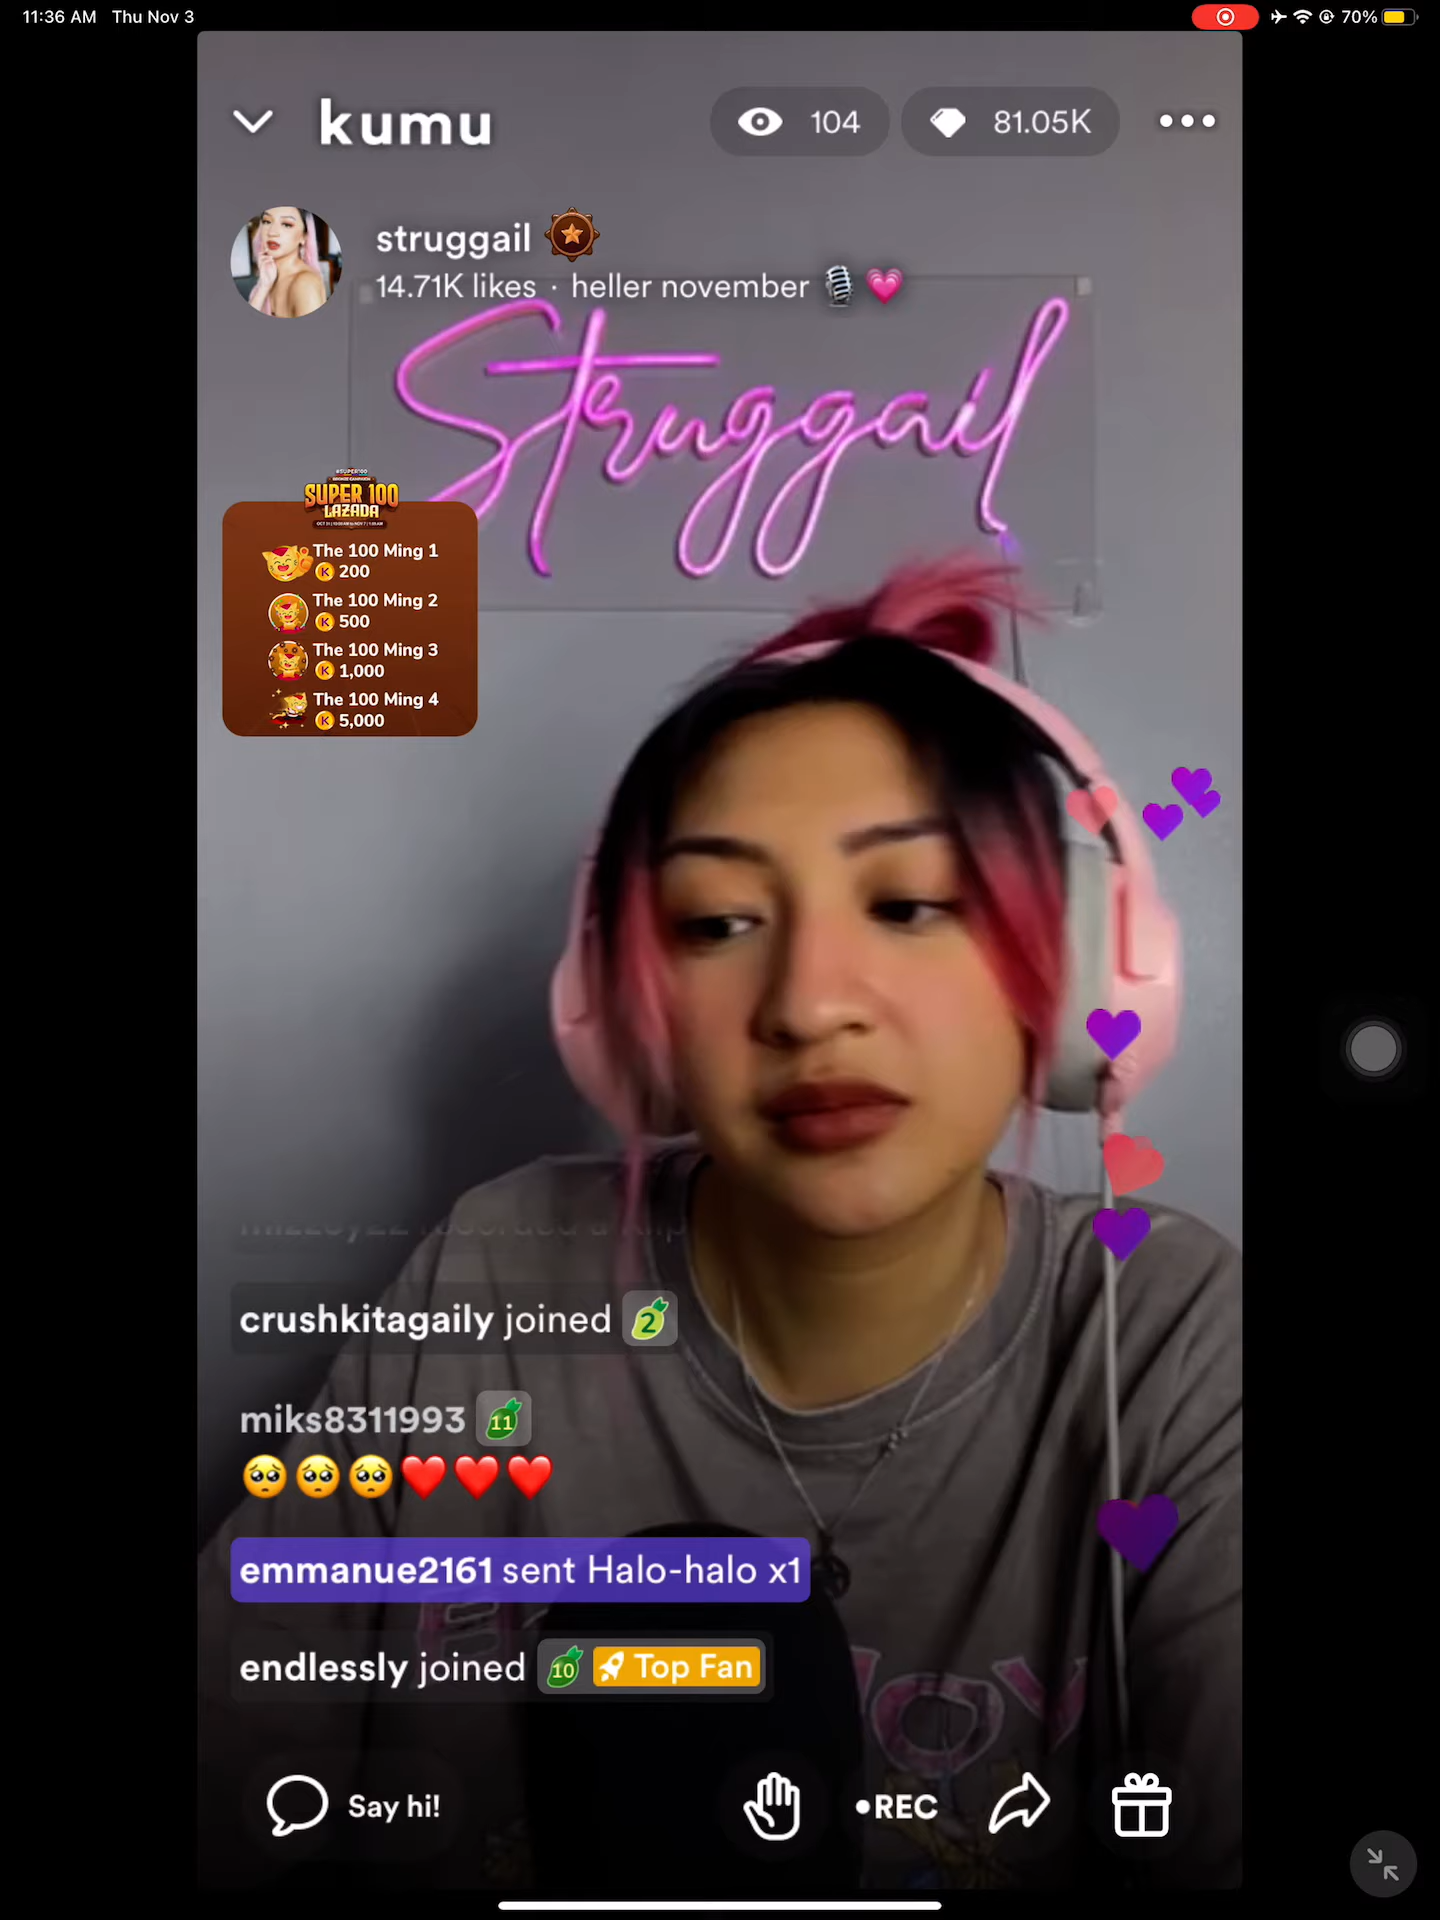 11:36 AM Thu Nov 3
70%
kumu
104
81.05K
struggail
14.71K likes · heller november 🎙️ 💗
Struggail
#SUPER100
BRONZE CAMPAIGN
SUPER 100
LAZADA
The 100 Ming 1
K 200
The 100 Ming 2
K 500
The 100 Ming 3
K 1,000
The 100 Ming 4
K 5,000
crushkitagaily joined 2
miks8311993 11
🥺🥺🥺❤️❤️❤️
emmanue2161 sent Halo-halo x1
endlessly joined 10 Top Fan
Say hi!
•REC